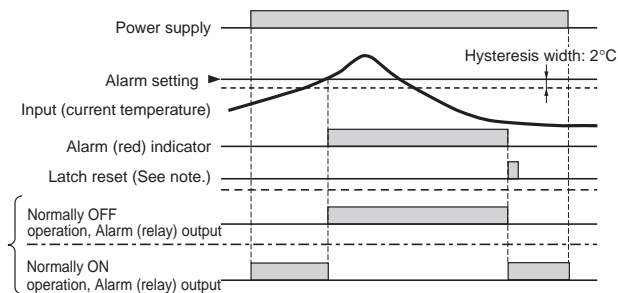 Power supply
Hysteresis width: 2°C
Alarm setting
Input (current temperature)
Alarm (red) indicator
Latch reset (See note.)
Normally OFF
operation, Alarm (relay) output
Normally ON
operation, Alarm (relay) output